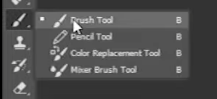 Brush Tool B
Pencil Tool B
Color Replacement Tool B
Mixer Brush Tool B